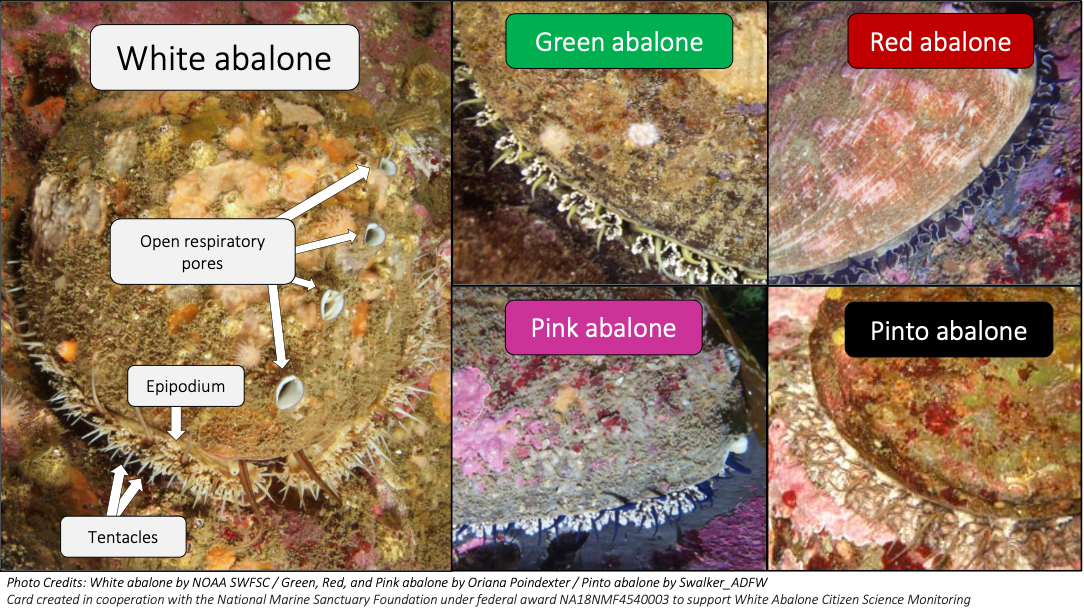 White abalone
Open respiratory
pores
Epipodium
Tentacles
Green abalone
Red abalone
Pink abalone
Pinto abalone
Photo Credits: White abalone by NOAA SWFSC / Green, Red, and Pink abalone by Oriana Poindexter / Pinto abalone by Swalker_ADFW
Card created in cooperation with the National Marine Sanctuary Foundation under federal award NA18NMF4540003 to support White Abalone Citizen Science Monitoring